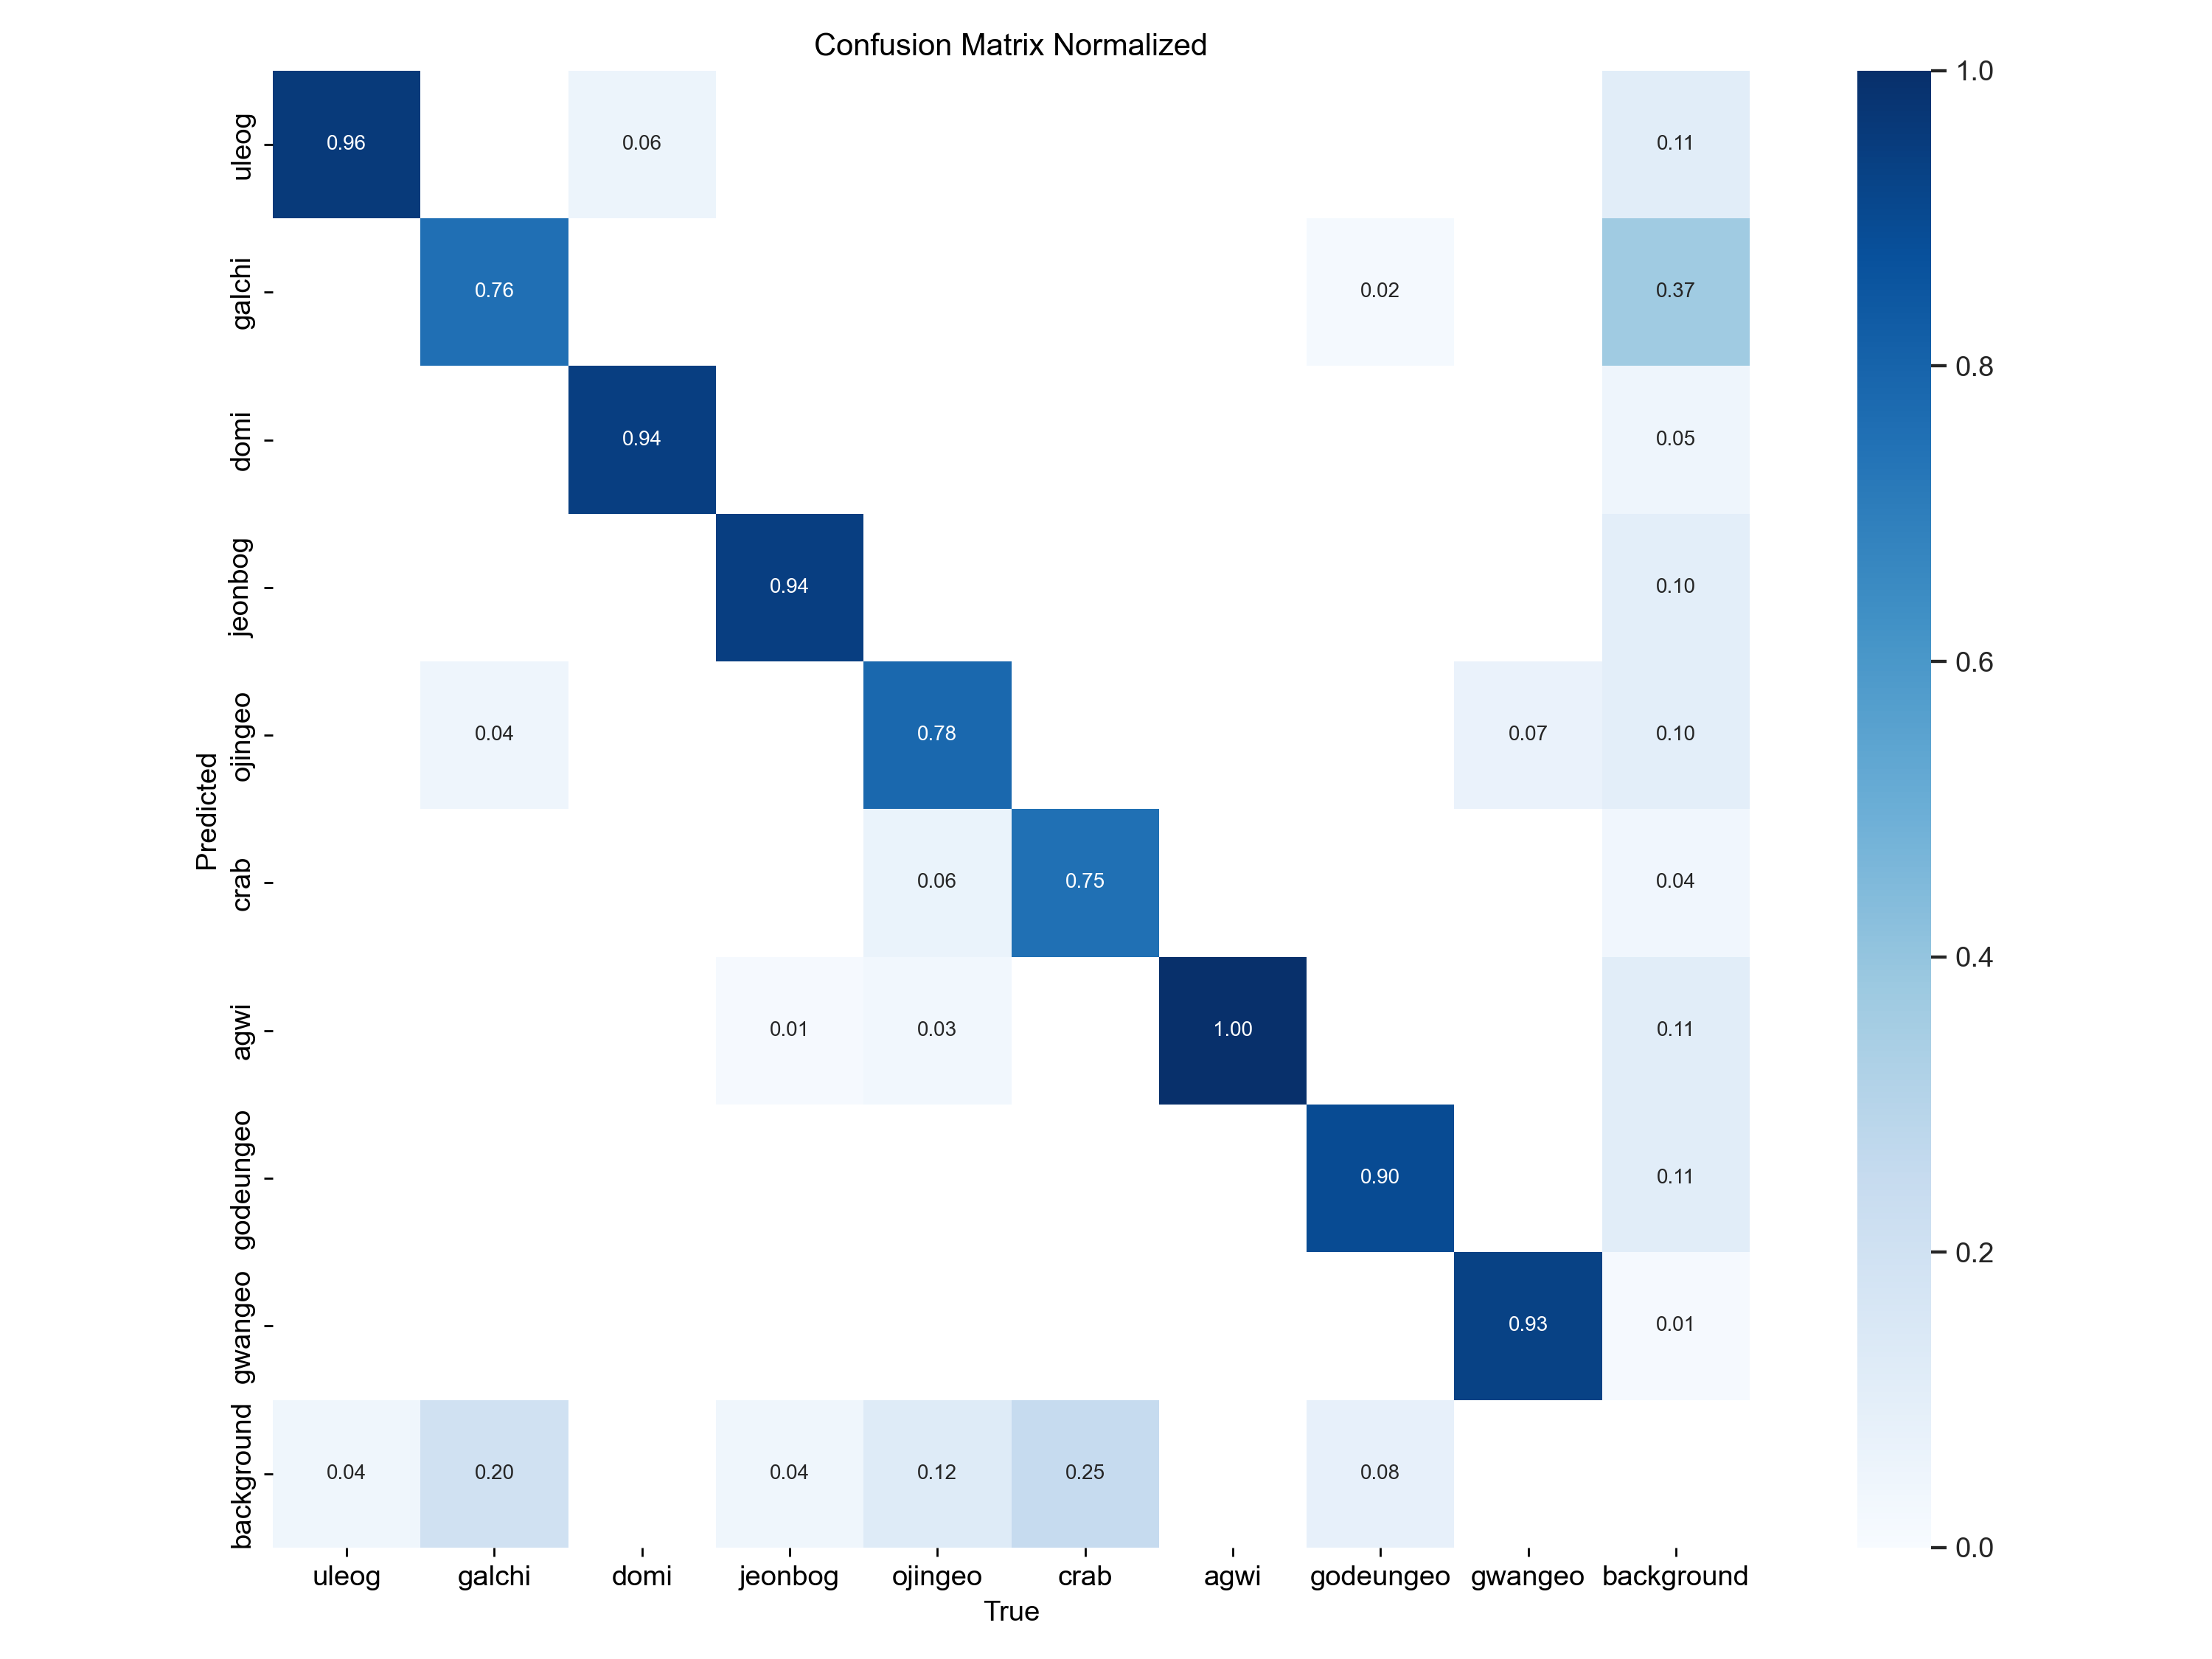 Confusion Matrix Normalized
uleog
0.96
0.06
0.11
galchi
0.76
0.02
0.37
domi
0.94
0.05
jeonbog
0.94
0.10
ojingeo
0.04
0.78
0.07
0.10
crab
0.06
0.75
0.04
agwi
0.01
0.03
1.00
0.11
godeungeo
0.90
0.11
gwangeo
0.93
0.01
background
0.04
0.20
0.04
0.12
0.25
0.08
Predicted
uleog
galchi
domi
jeonbog
ojingeo
crab
agwi
godeungeo
gwangeo
background
True
1.0
0.8
0.6
0.4
0.2
0.0